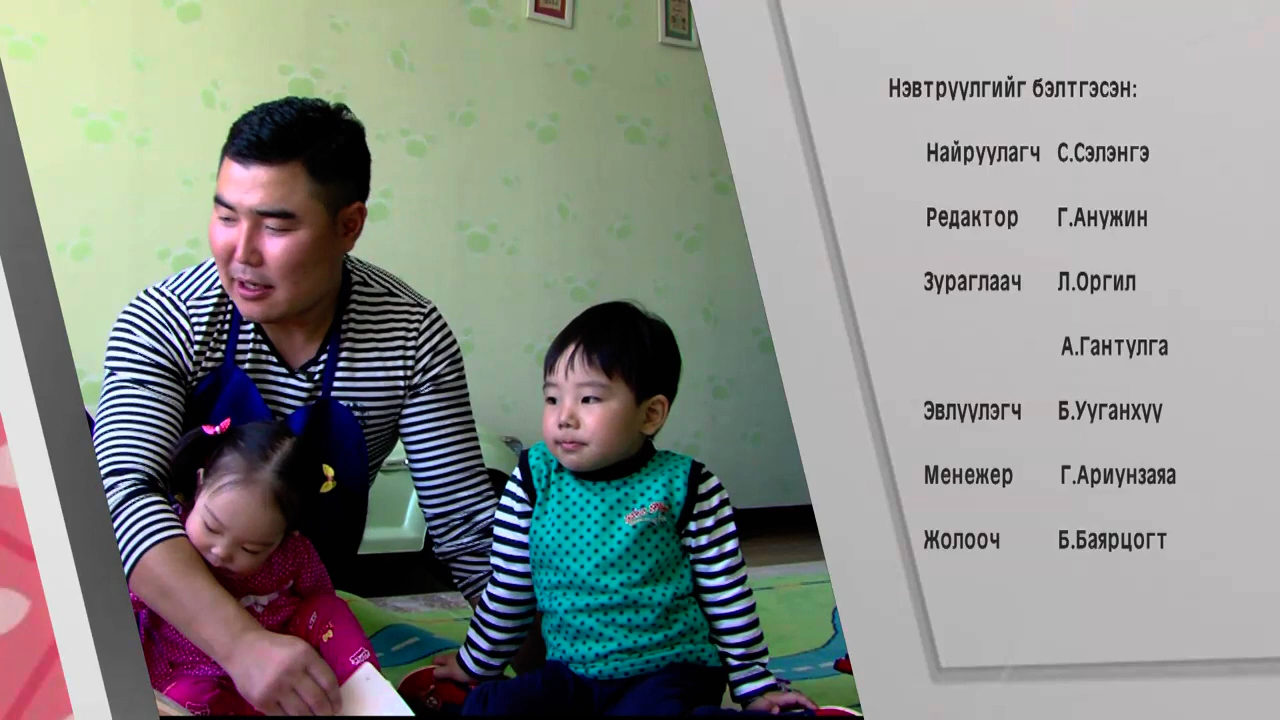 Нэвтрүүлгийг бэлтгэсэн:
Найруулагч С.Сэлэнгэ
Редактор Г.Анужин
Зураглаач Л.Оргил
А.Гантулга
Эвлүүлэгч Б.Ууганхүү
Менежер Г.Ариунзаяа
Жолооч Б.Баярцогт